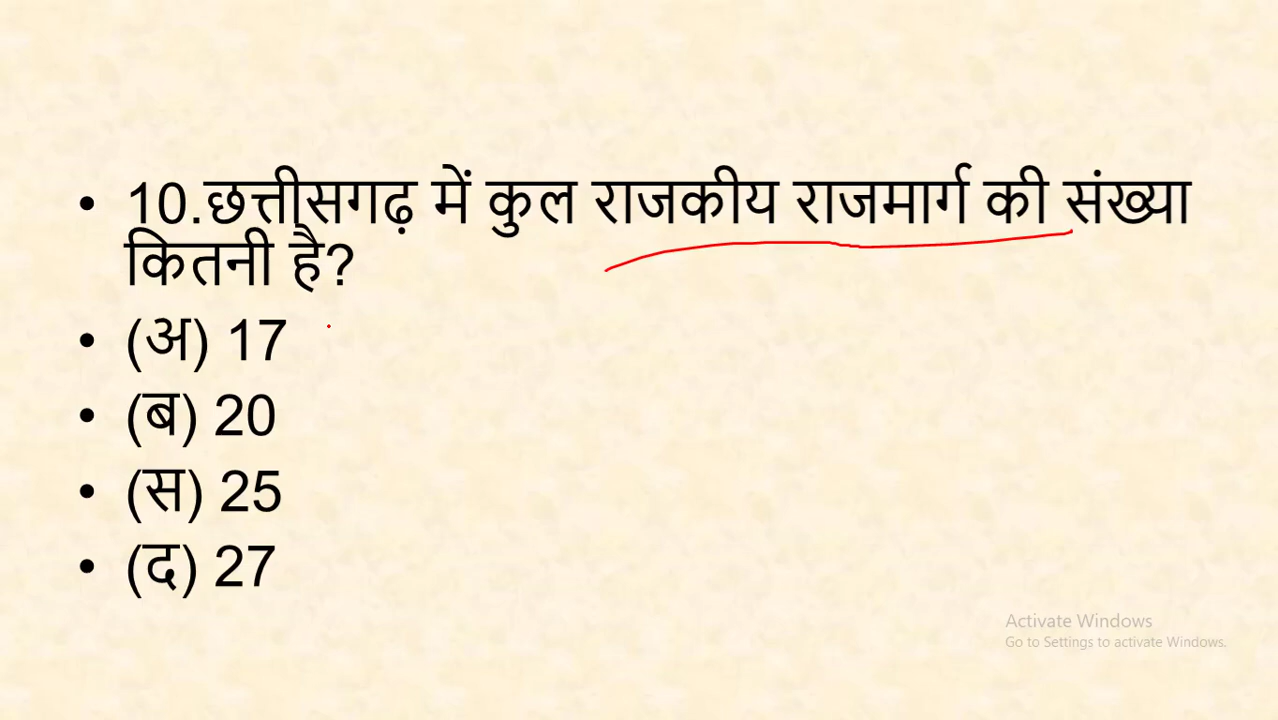 • 10.छत्तीसगढ़ में कुल राजकीय राजमार्ग की संख्या
कितनी है?
• (अ) 17
• (ब) 20
• (स) 25
• (द) 27
Activate Windows
Go to Settings to activate Windows.